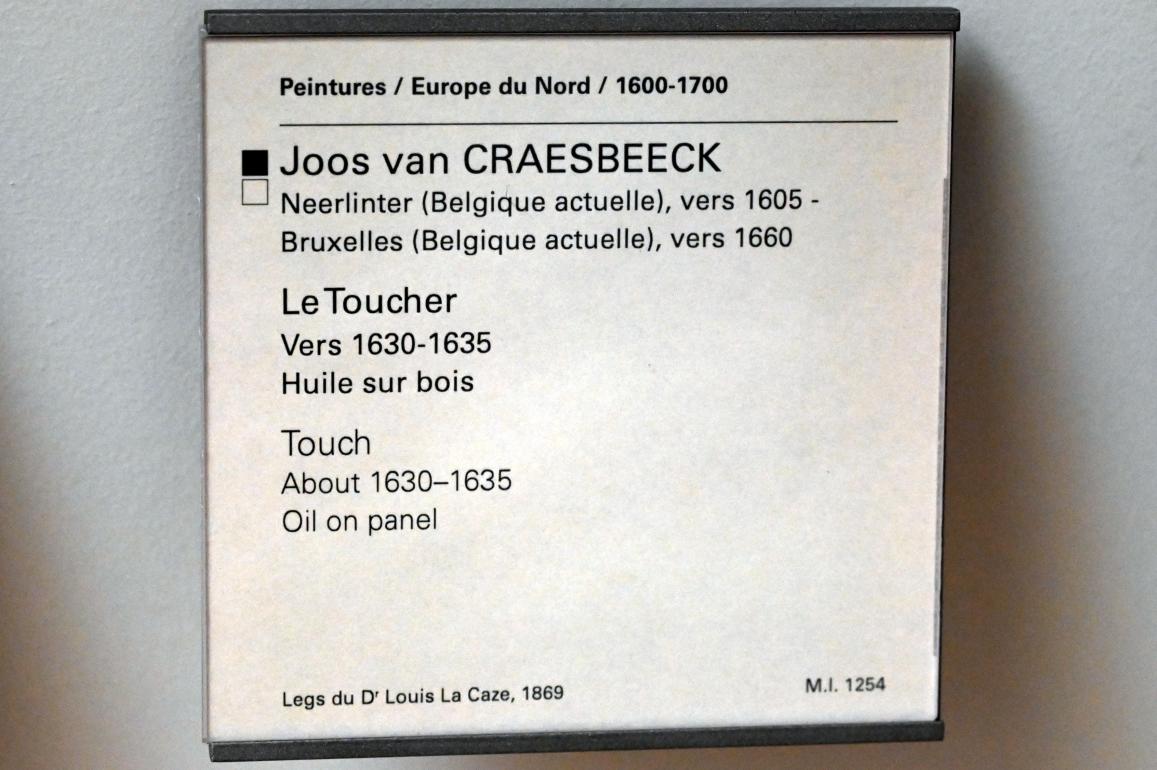 Peintures / Europe du Nord / 1600-1700
Joos van CRAESBEECK
Neerlinter (Belgique actuelle), vers 1605 -
Bruxelles (Belgique actuelle), vers 1660
Le Toucher
Vers 1630-1635
Huile sur bois
Touch
About 1630–1635
Oil on panel
Legs du Dʳ Louis La Caze, 1869
M.I. 1254